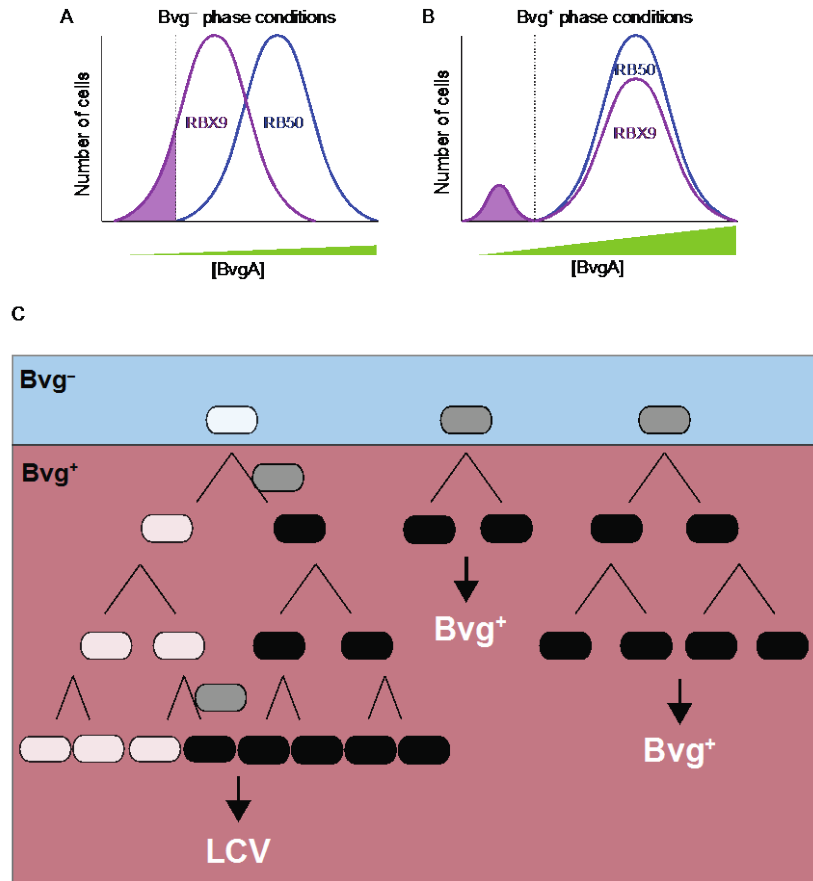 A
Bvg⁻ phase conditions
Number of cells
RBX9
RB50
[BvgA]
B
Bvg⁺ phase conditions
Number of cells
RB50
RBX9
[BvgA]
C
Bvg⁻
Bvg⁺
Bvg⁺
Bvg⁺
LCV